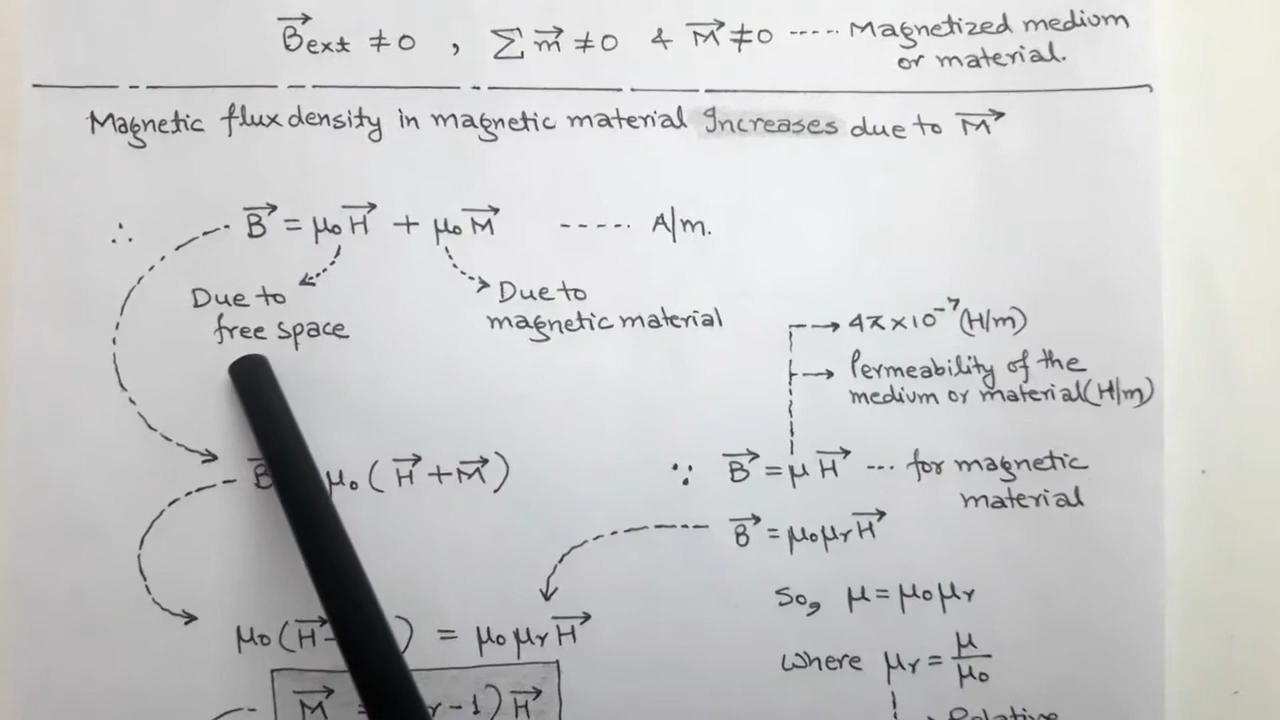 B⃗ext ≠ 0 , ∑ m⃗ ≠ 0 & M⃗ ≠ 0 ----- Magnetized medium
or material.
Magnetic flux density in magnetic material Increases due to M⃗
∴ B⃗ = μ₀H⃗ + μ₀M⃗ ----- A/m.
Due to
free space
Due to
magnetic material
4π×10⁻⁷(H/m)
Permeability of the
medium or material(H/m)
B⃗ μ₀(H⃗+M⃗)
∵ B⃗ = μH⃗ --- for magnetic
material
B⃗ = μ₀μrH⃗
μ₀(H⃗ ) = μ₀μrH⃗
So, μ = μ₀μr
where μr = μ/μ₀
M⃗ = r-1)H⃗
Relative